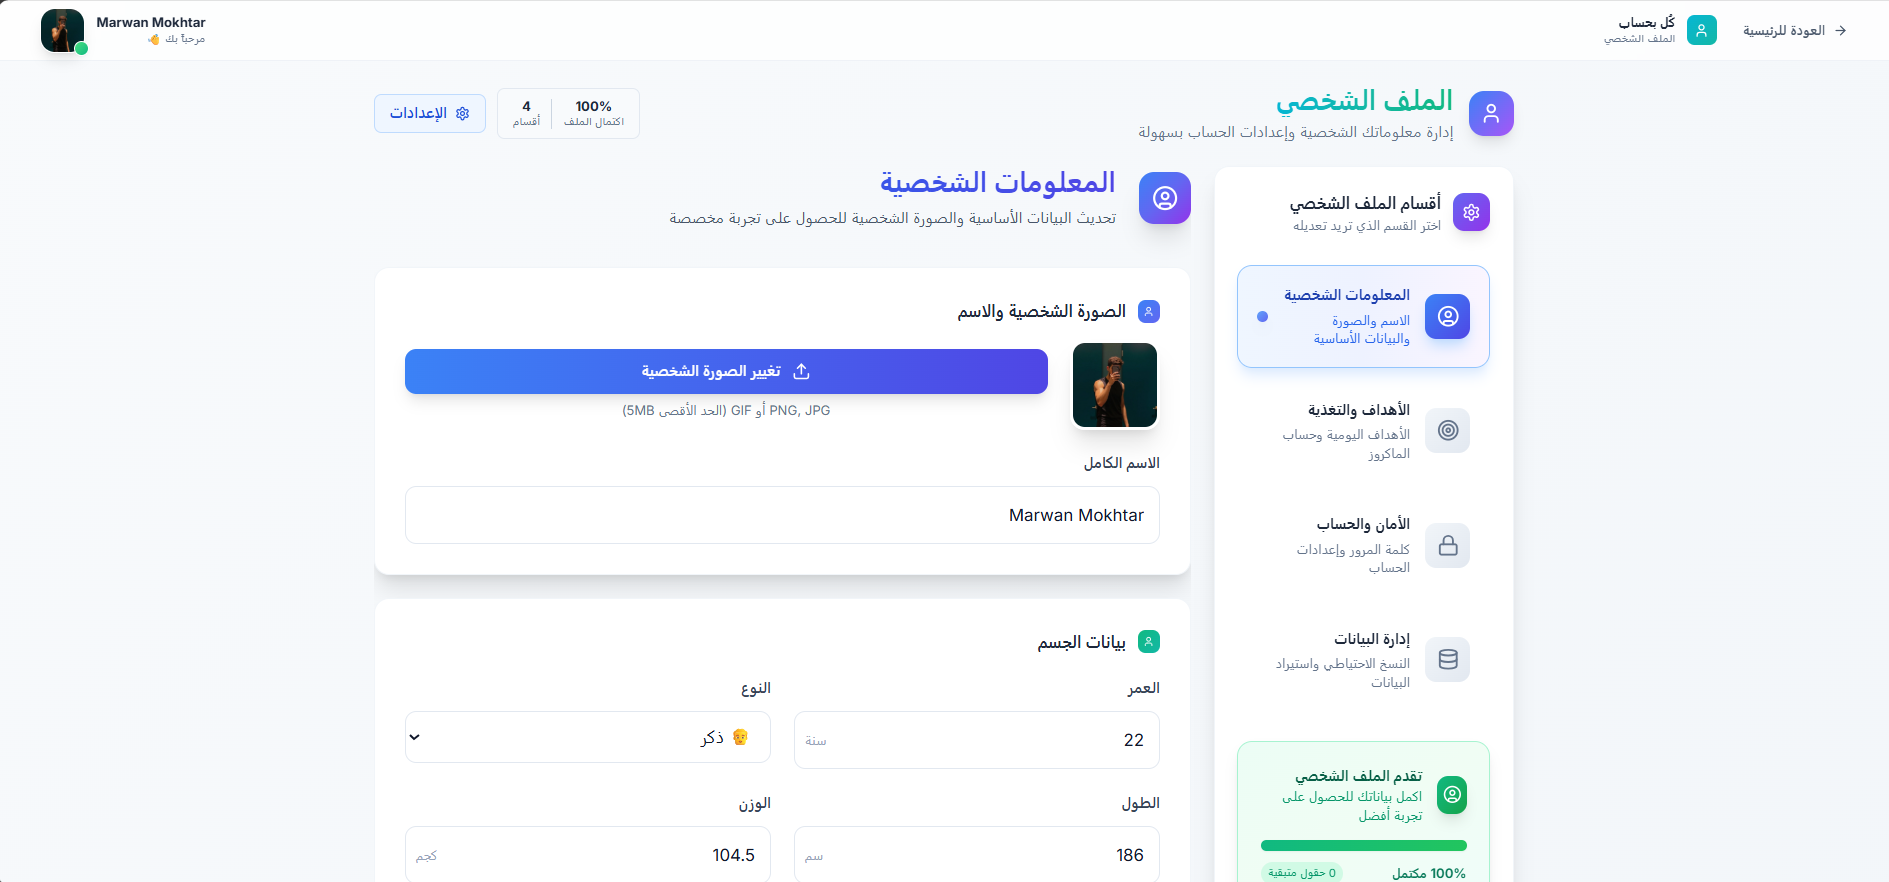 العودة للرئيسية
كُل بحساب
الملف الشخصي
Marwan Mokhtar
مرحباً بك 👋
الملف الشخصي
إدارة معلوماتك الشخصية وإعدادات الحساب بسهولة
100%
اكتمال الملف
4
أقسام
الإعدادات
أقسام الملف الشخصي
اختر القسم الذي تريد تعديله
المعلومات الشخصية
الاسم والصورة
والبيانات الأساسية
الأهداف والتغذية
الأهداف اليومية وحساب
الماكروز
الأمان والحساب
كلمة المرور وإعدادات
الحساب
إدارة البيانات
النسخ الاحتياطي واستيراد
البيانات
تقدم الملف الشخصي
اكمل بياناتك للحصول على
تجربة أفضل
100% مكتمل
0 حقول متبقية
المعلومات الشخصية
تحديث البيانات الأساسية والصورة الشخصية للحصول على تجربة مخصصة
الصورة الشخصية والاسم
تغيير الصورة الشخصية
PNG, JPG أو GIF (الحد الأقصى 5MB)
الاسم الكامل
Marwan Mokhtar
بيانات الجسم
العمر
22
سنة
النوع
👨 ذكر
الطول
186
سم
الوزن
104.5
كجم